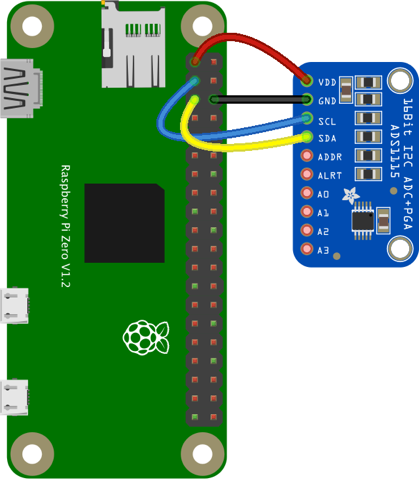 Raspberry Pi Zero V1.2
VDD
GND
SCL
SDA
ADDR
ALRT
A0
A1
A2
A3
16Bit I2C ADC+PGA
ADS1115